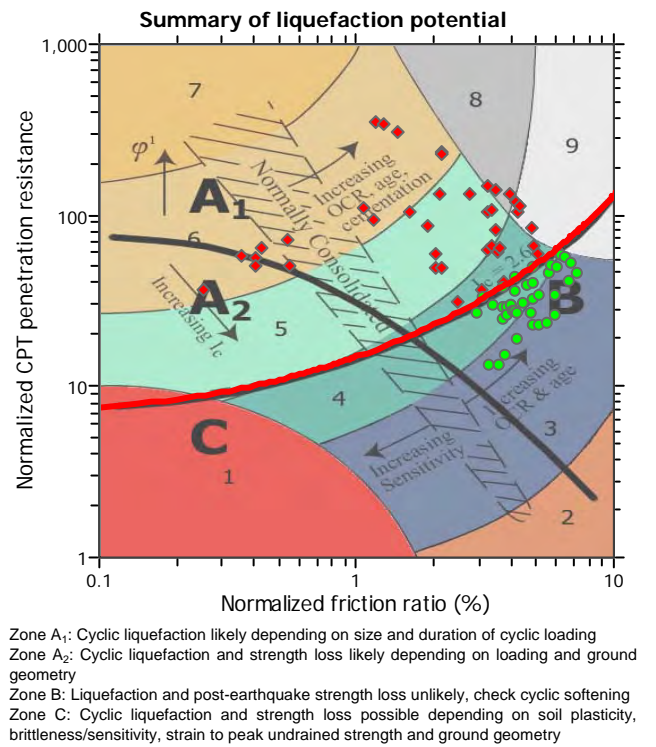 Summary of liquefaction potential
Normalized CPT penetration resistance
1,000
100
10
1
7
8
9
φ¹
A₁
Normally Consolidated
Increasing
OCR, age,
cementation
6
A₂
Increasing Ic
5
Ic = 2.6
B
4
Increasing
OCR & age
C
Increasing
Sensitivity
3
1
2
0.1
1
10
Normalized friction ratio (%)
Zone A₁: Cyclic liquefaction likely depending on size and duration of cyclic loading
Zone A₂: Cyclic liquefaction and strength loss likely depending on loading and ground
geometry
Zone B: Liquefaction and post-earthquake strength loss unlikely, check cyclic softening
Zone C: Cyclic liquefaction and strength loss possible depending on soil plasticity,
brittleness/sensitivity, strain to peak undrained strength and ground geometry